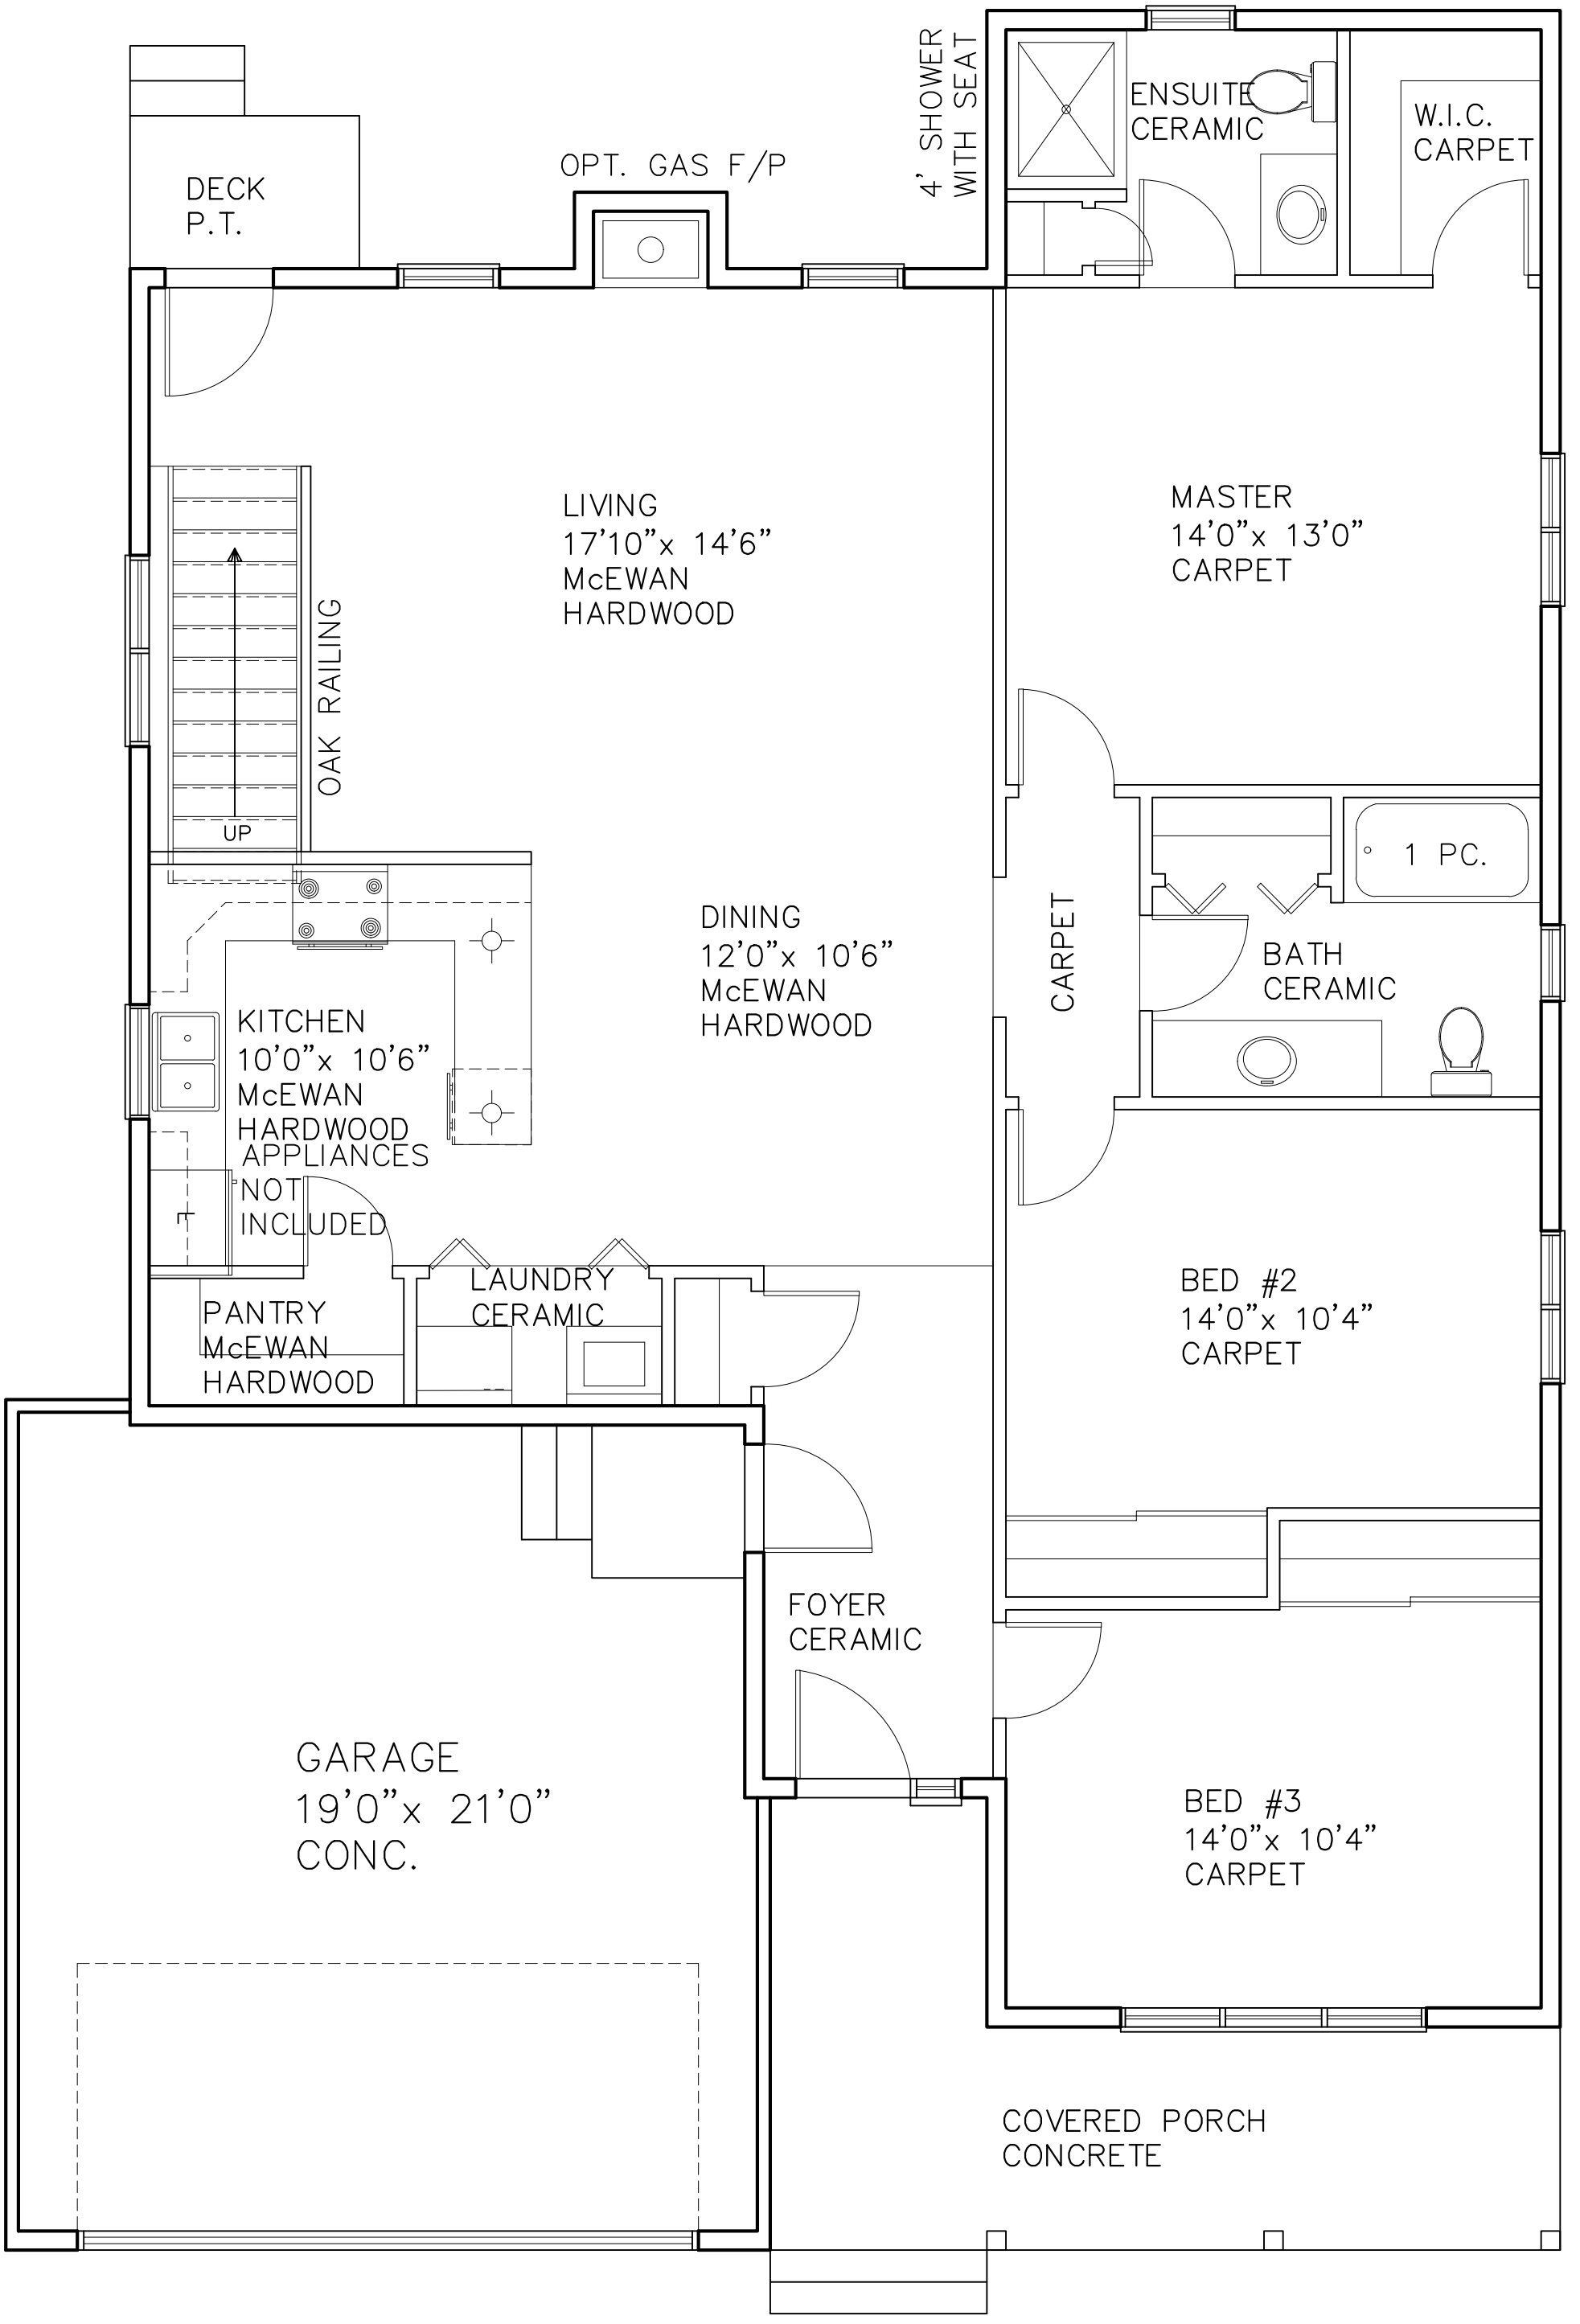 4' SHOWER
WITH SEAT
ENSUITE
CERAMIC
W.I.C.
CARPET
OPT. GAS F/P
DECK
P.T.
LIVING
17'10"x 14'6"
McEWAN
HARDWOOD
MASTER
14'0"x 13'0"
CARPET
OAK RAILING
UP
1 PC.
DINING
12'0"x 10'6"
McEWAN
HARDWOOD
CARPET
BATH
CERAMIC
KITCHEN
10'0"x 10'6"
McEWAN
HARDWOOD
APPLIANCES
NOT
INCLUDED
F
LAUNDRY
CERAMIC
PANTRY
McEWAN
HARDWOOD
BED #2
14'0"x 10'4"
CARPET
FOYER
CERAMIC
GARAGE
19'0"x 21'0"
CONC.
BED #3
14'0"x 10'4"
CARPET
COVERED PORCH
CONCRETE